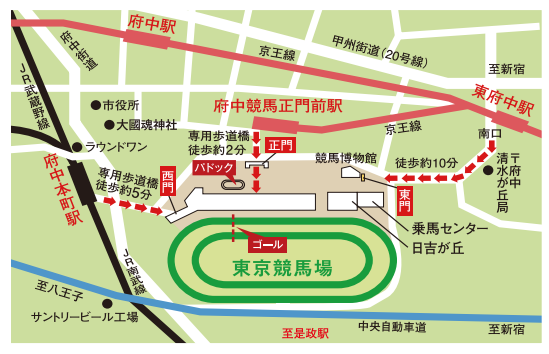 府中駅
府中街道
甲州街道(20号線)
京王線
至新宿
JR武蔵野線
東府中駅
市役所
府中競馬正門前駅
大國魂神社
京王線
南口
専用歩道橋
徒歩約2分
正門
ラウンドワン
競馬博物館
徒歩約10分
〒府中
清水が丘局
パドック
西門
府中本町駅
専用歩道橋
徒歩約5分
東門
乗馬センター
日吉が丘
ゴール
東京競馬場
JR南武線
至八王子
サントリービール工場
至是政駅
中央自動車道
至新宿